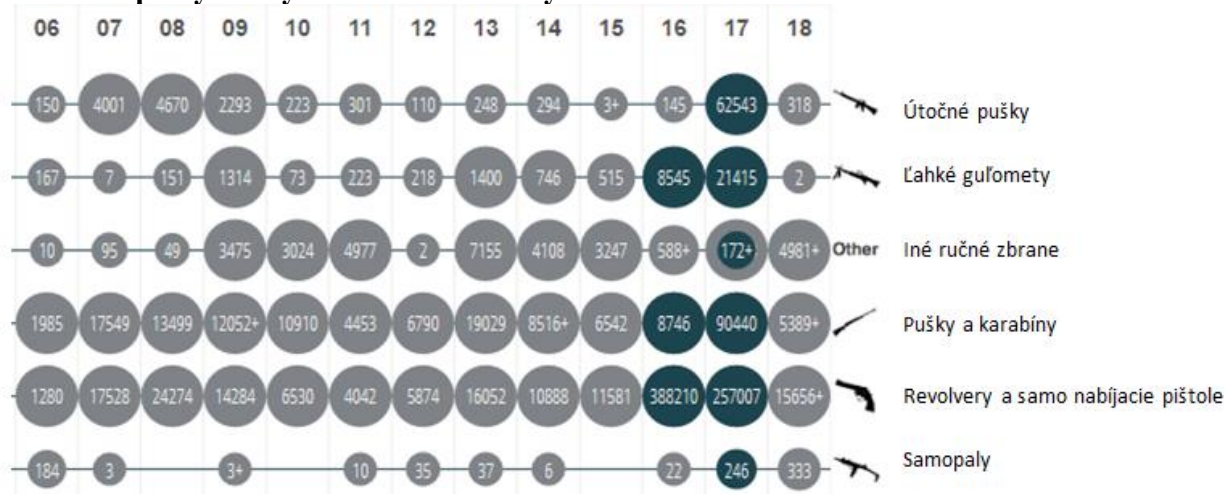 06 07 08 09 10 11 12 13 14 15 16 17 18
150 4001 4670 2293 223 301 110 248 294 3+ 145 62543 318 Útočné pušky
167 7 151 1314 73 223 218 1400 746 515 8545 21415 2 Ľahké guľomety
10 95 49 3475 3024 4977 2 7155 4108 3247 588+ 172+ 4981+ Other Iné ručné zbrane
1985 17549 13499 12052+ 10910 4453 6790 19029 8516+ 6542 8746 90440 5389+ Pušky a karabíny
1280 17528 24274 14284 6530 4042 5874 16052 10888 11581 388210 257007 15656+ Revolvery a samo nabíjacie pištole
184 3 3+ 10 35 37 6 22 246 333 Samopaly